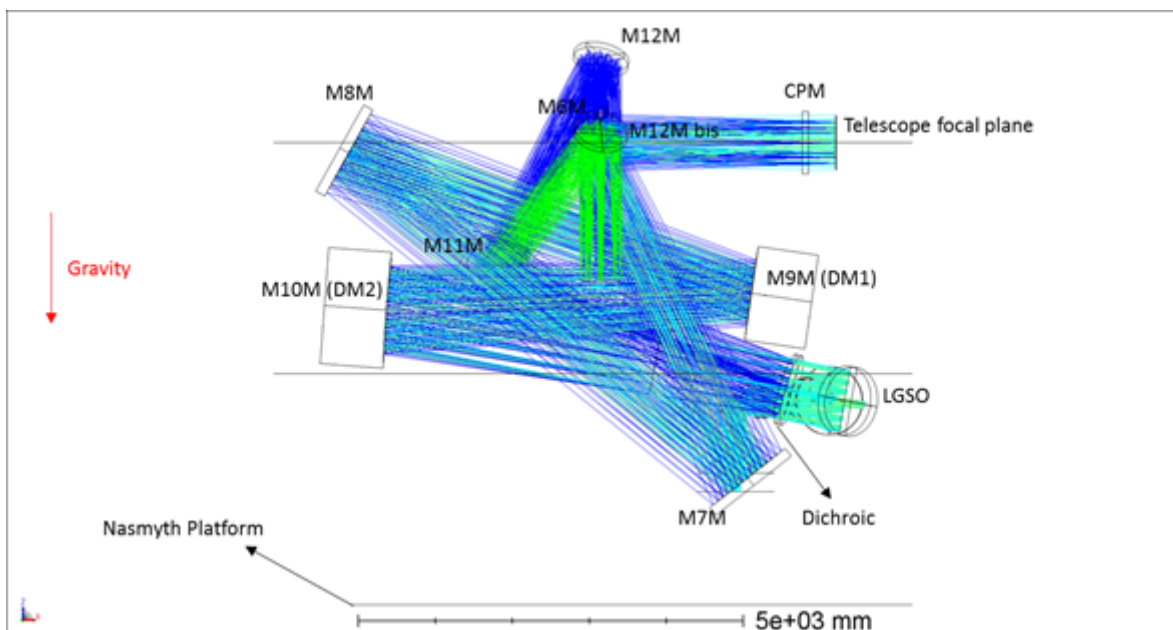 M12M
M8M
CPM
M6M
M12M bis
Telescope focal plane
M11M
Gravity
M10M (DM2)
M9M (DM1)
LGSO
M7M
Dichroic
Nasmyth Platform
5e+03 mm